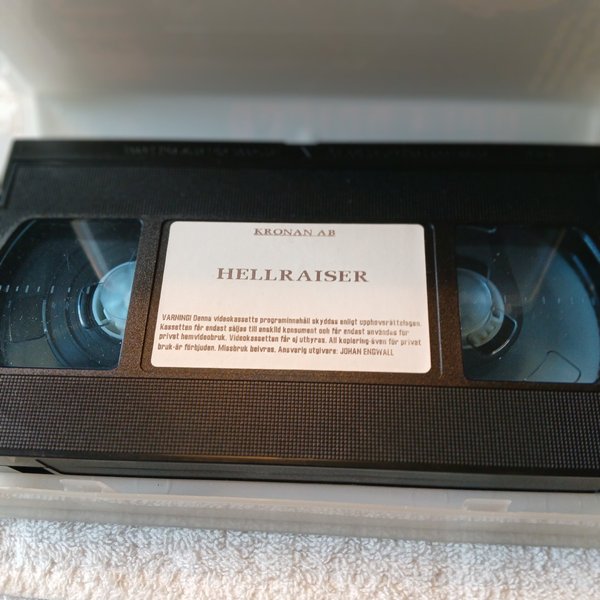 KRONAN AB
HELLRAISER
VARNING! Denna videokassetts programinnehåll skyddas enligt upphovsrättslagen.
Kassetten får endast säljas till enskild konsument och får endast användas för
privat hemvideobruk. Videokassetten får ej uthyras. All kopiering-även för privat
bruk-är förbjuden. Missbruk beivras. Ansvarig utgivare: JOHAN ENGWALL